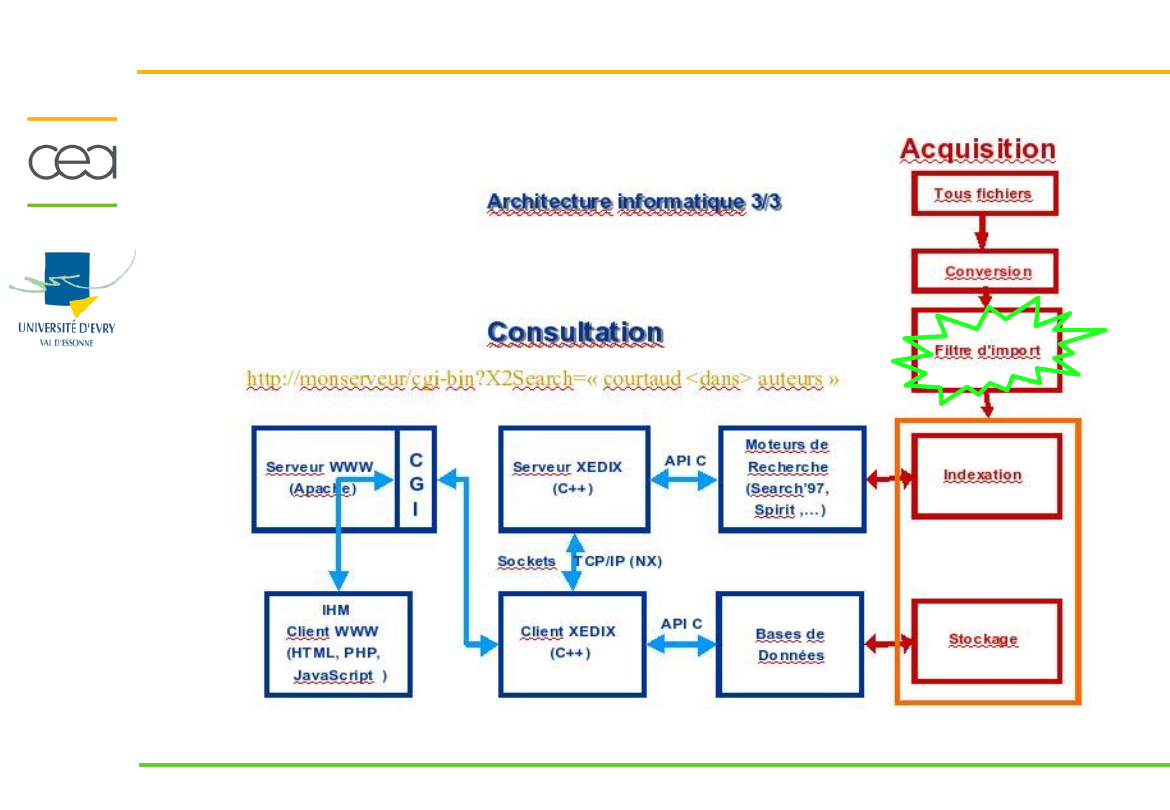 cea
UNIVERSITÉ D'EVRY
VAL D'ESSONNE
Architecture informatique 3/3
Acquisition
Tous fichiers
Conversion
Filtre d'import
Consultation
http://monserveur/cgi-bin?X2Search=« courtaud <dans> auteurs »
Serveur WWW
(Apache)
C
G
I
Serveur XEDIX
(C++)
API C
Moteurs de
Recherche
(Search'97,
Spirit ,...)
Indexation
Sockets TCP/IP (NX)
IHM
Client WWW
(HTML, PHP,
JavaScript )
Client XEDIX
(C++)
API C
Bases de
Données
Stockage